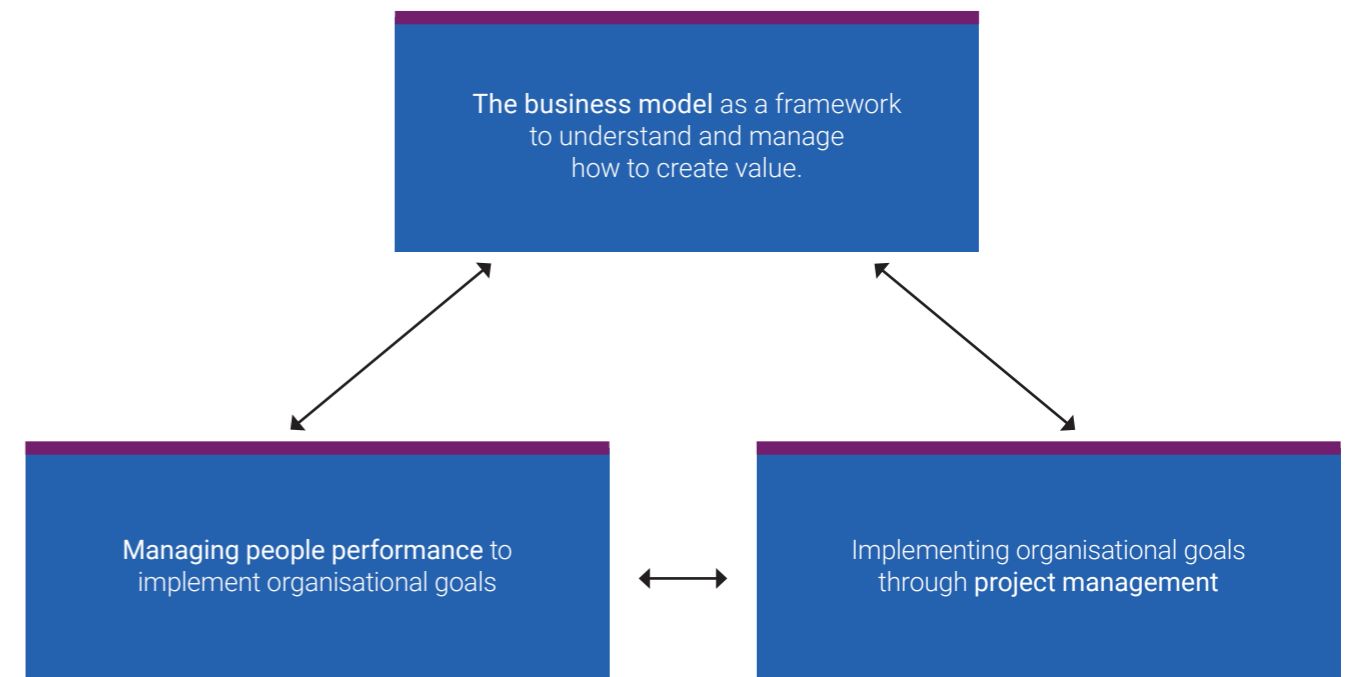 The business model as a framework
to understand and manage
how to create value.
Managing people performance to
implement organisational goals
Implementing organisational goals
through project management